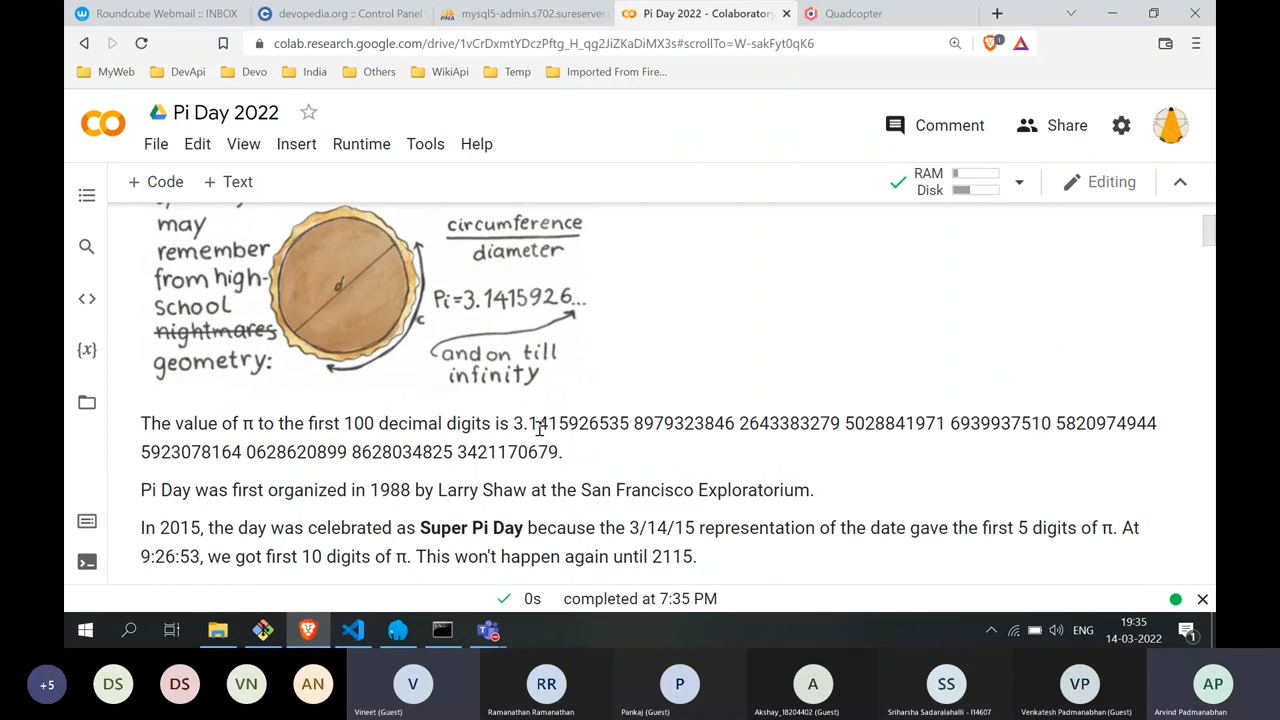 Roundcube Webmail :: INBOX
devopedia.org :: Control Panel
mysql5-admin.s702.sureserver
Pi Day 2022 - Colaboratory
Quadcopter
colab.research.google.com/drive/1vCrDxmtYDczPftg_H_qg2JiZKaDiMX3s#scrollTo=W-sakFyt0qK6
1
MyWeb
DevApi
Devo
India
Others
WikiApi
Temp
Imported From Fire...
Pi Day 2022
Comment
Share
File Edit View Insert Runtime Tools Help
+ Code + Text
RAM
Disk
Editing
may
remember
from high-
school
nightmares
geometry:
d
c
circumference
diameter
Pi=3.1415926...
and on till
infinity
The value of π to the first 100 decimal digits is 3.1415926535 8979323846 2643383279 5028841971 6939937510 5820974944
5923078164 0628620899 8628034825 3421170679.
Pi Day was first organized in 1988 by Larry Shaw at the San Francisco Exploratorium.
In 2015, the day was celebrated as Super Pi Day because the 3/14/15 representation of the date gave the first 5 digits of π. At
9:26:53, we got first 10 digits of π. This won't happen again until 2115.
0s completed at 7:35 PM
ENG
19:35
14-03-2022
1
+5
DS
DS
VN
AN
V
RR
P
A
SS
VP
AP
Vineet (Guest)
Ramanathan Ramanathan
Pankaj (Guest)
Akshay_18204402 (Guest)
Sriharsha Sadaralahalli - I14607
Venkatesh Padmanabhan (Guest)
Arvind Padmanabhan